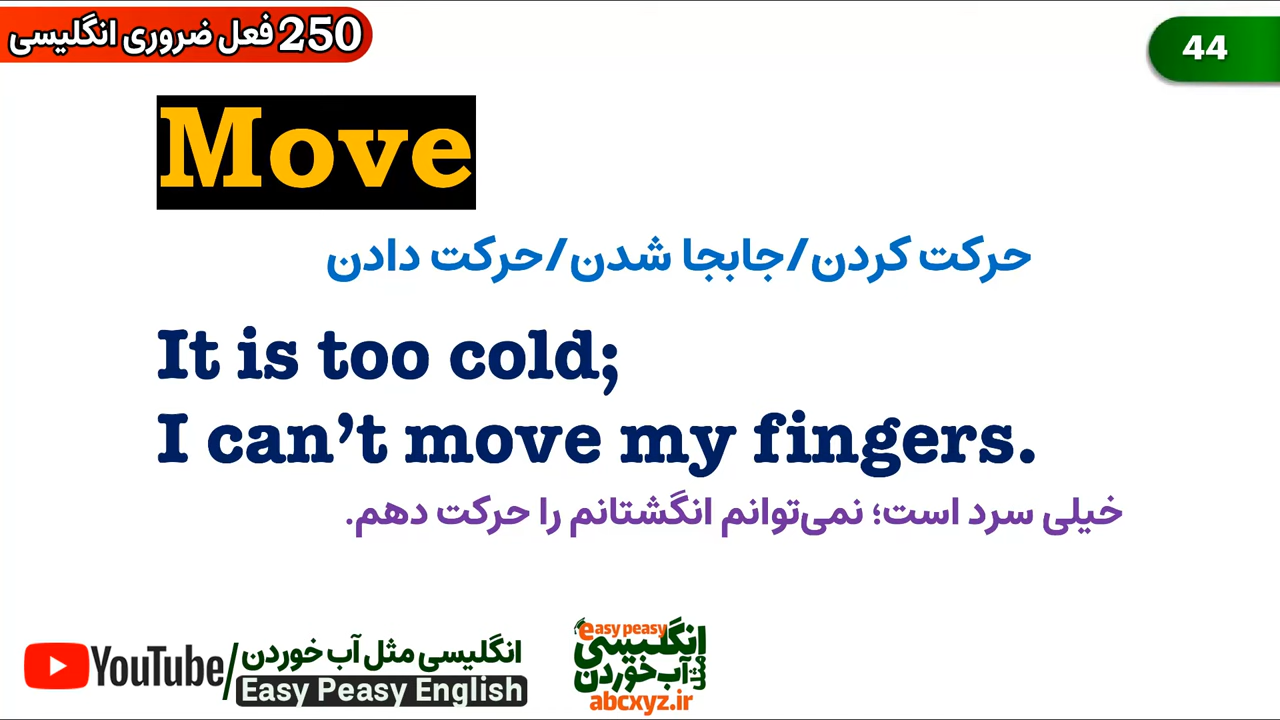 250 فعل ضروری انگلیسی
44
Move
حرکت کردن/جابجا شدن/حرکت دادن
It is too cold;
I can’t move my fingers.
خیلی سرد است؛ نمی‌توانم انگشتانم را حرکت دهم.
YouTube/انگلیسی مثل آب خوردن
Easy Peasy English
easy peasy
انگلیسی
مثل آب خوردن
abcxyz.ir